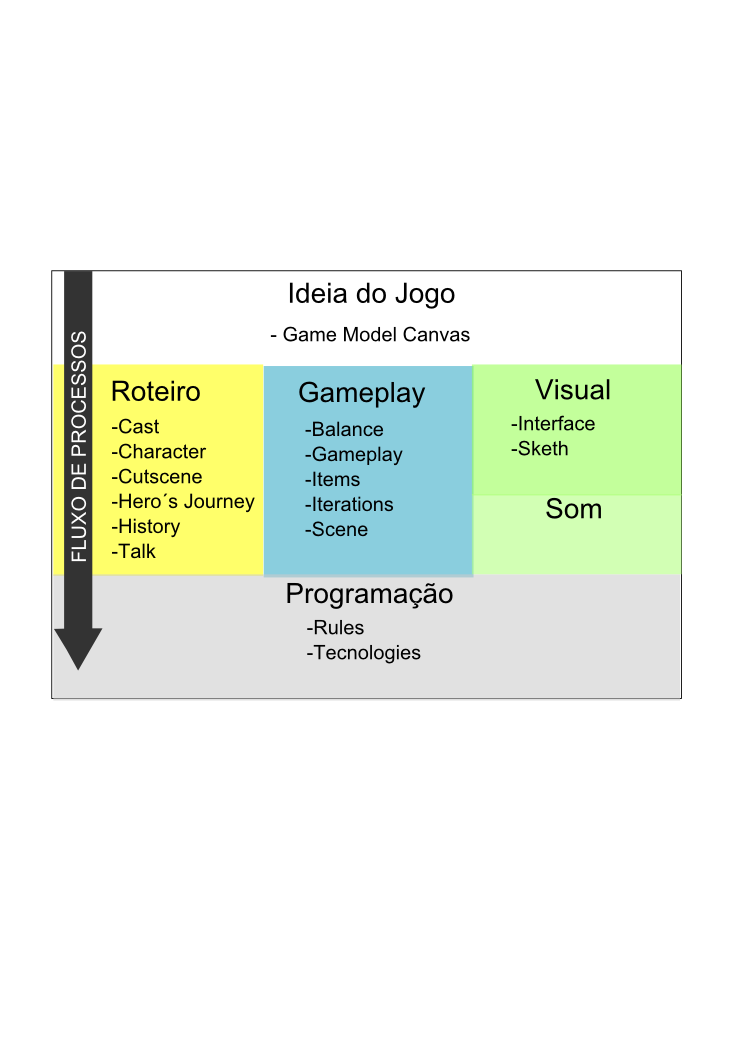 Ideia do Jogo
- Game Model Canvas
FLUXO DE PROCESSOS
Roteiro
-Cast
-Character
-Cutscene
-Hero´s Journey
-History
-Talk
Gameplay
-Balance
-Gameplay
-Items
-Iterations
-Scene
Visual
-Interface
-Sketh
Som
Programação
-Rules
-Tecnologies